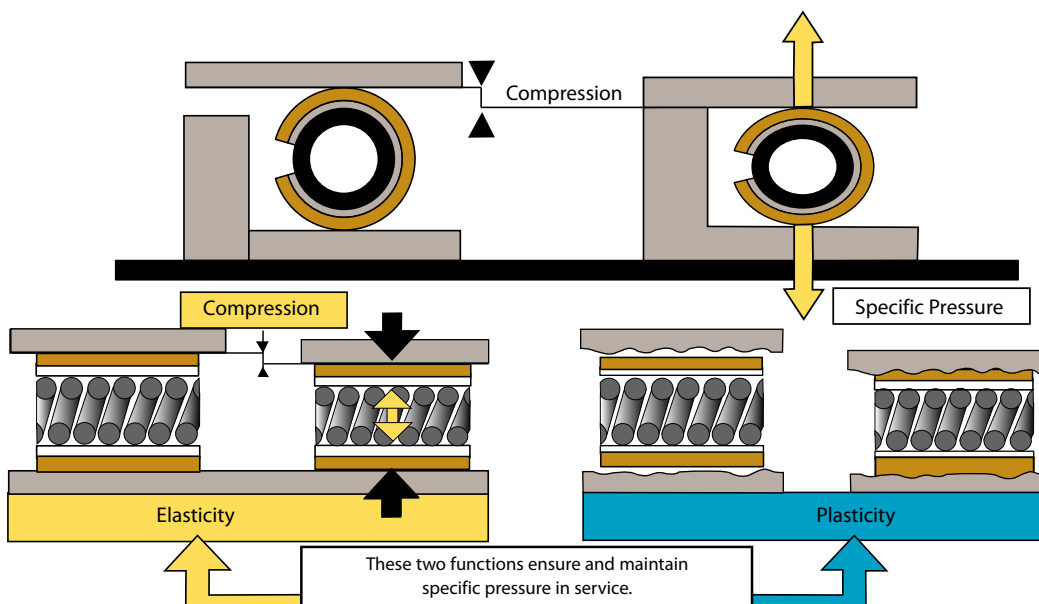 Compression
Specific Pressure
Compression
Elasticity
Plasticity
These two functions ensure and maintain
specific pressure in service.